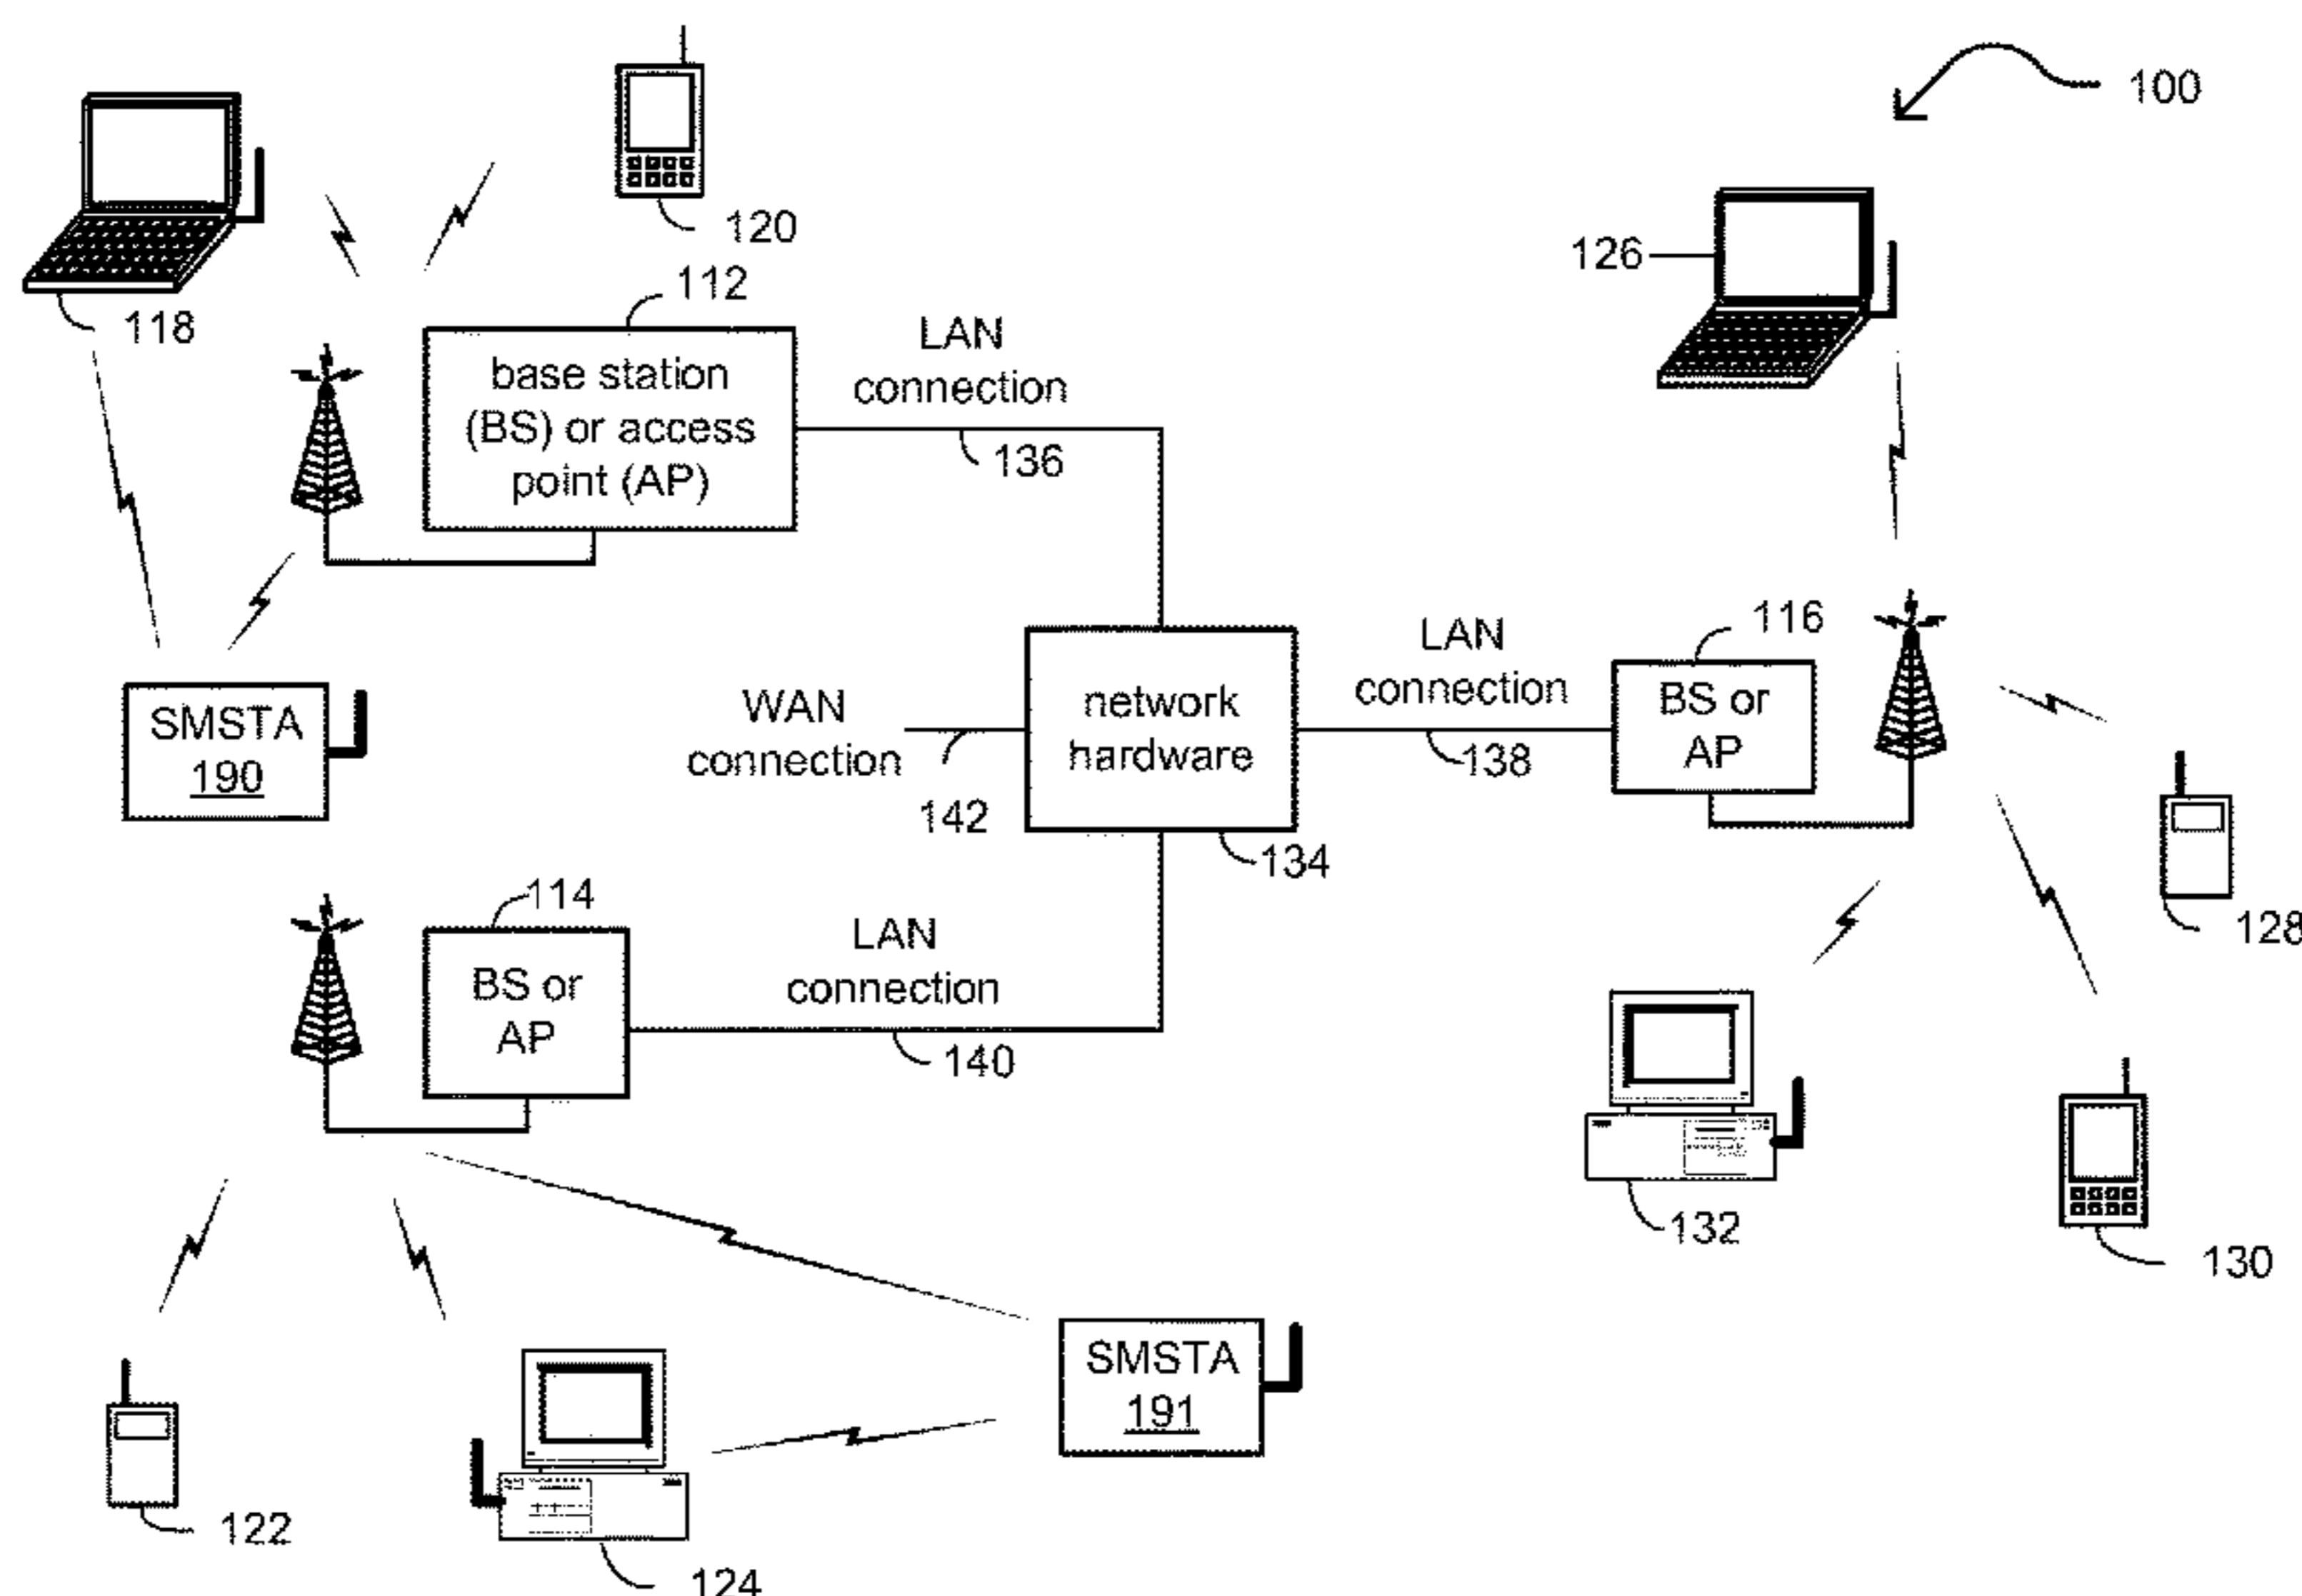 100
120
126
112
118
LAN
connection
base station
(BS) or access
point (AP)
136
116
LAN
connection
SMSTA
190
WAN
connection
network
hardware
BS or
AP
138
142
134
114
128
LAN
connection
BS or
AP
140
132
130
SMSTA
191
122
124